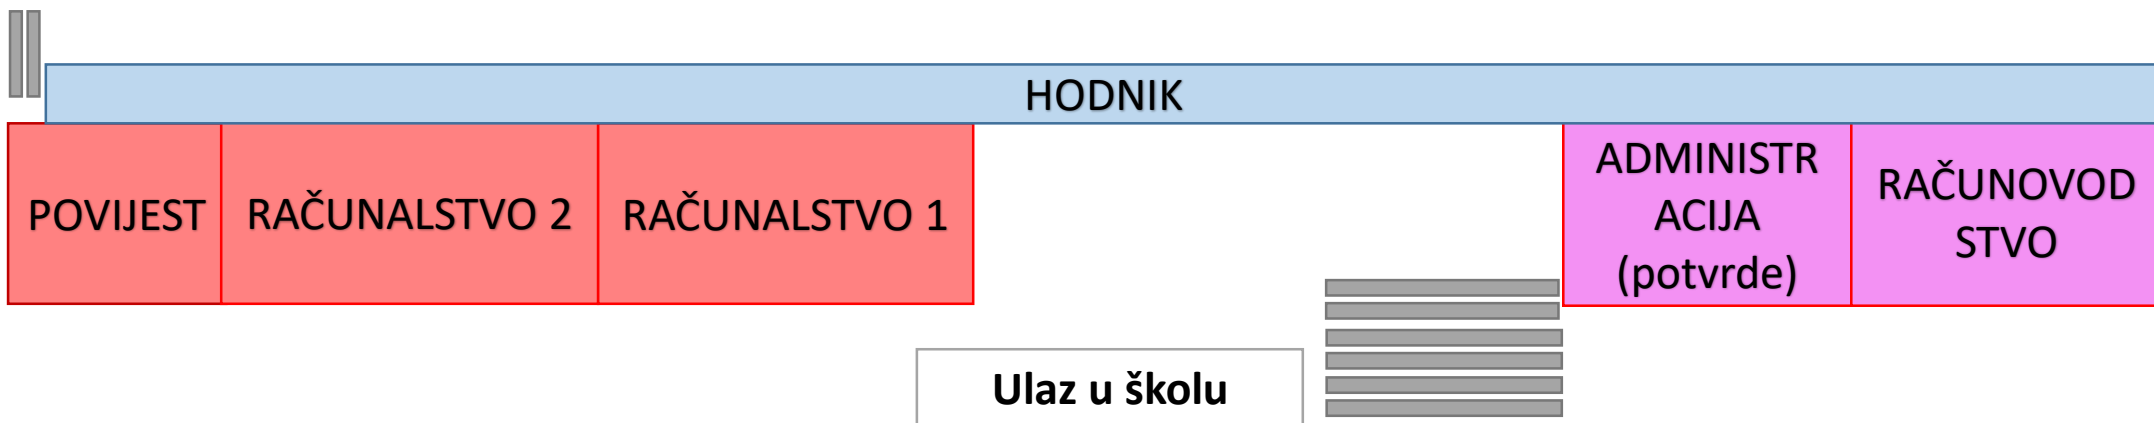 HODNIK
POVIJEST
RAČUNALSTVO 2
RAČUNALSTVO 1
ADMINISTR
ACIJA
(potvrde)
RAČUNOVOD
STVO
Ulaz u školu